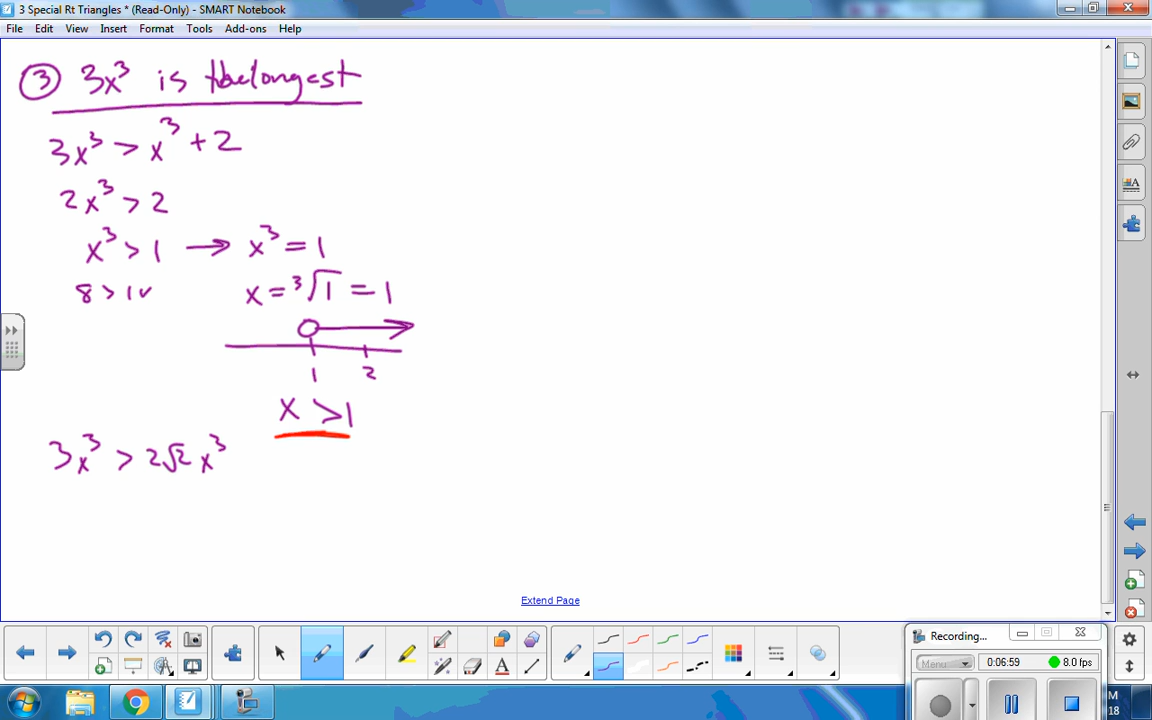 3 Special Rt Triangles * (Read-Only) - SMART Notebook
File Edit View Insert Format Tools Add-ons Help
③ 3x³ is the longest
3x³ > x³ + 2
2x³ > 2
x³ > 1 → x³ = 1
8 > 1 ✓ x = ³√1 = 1
1 2
x > 1
3x³ > 2√2 x³
Extend Page
Recording...
Menu 0:06:59 8.0 fps
M
18